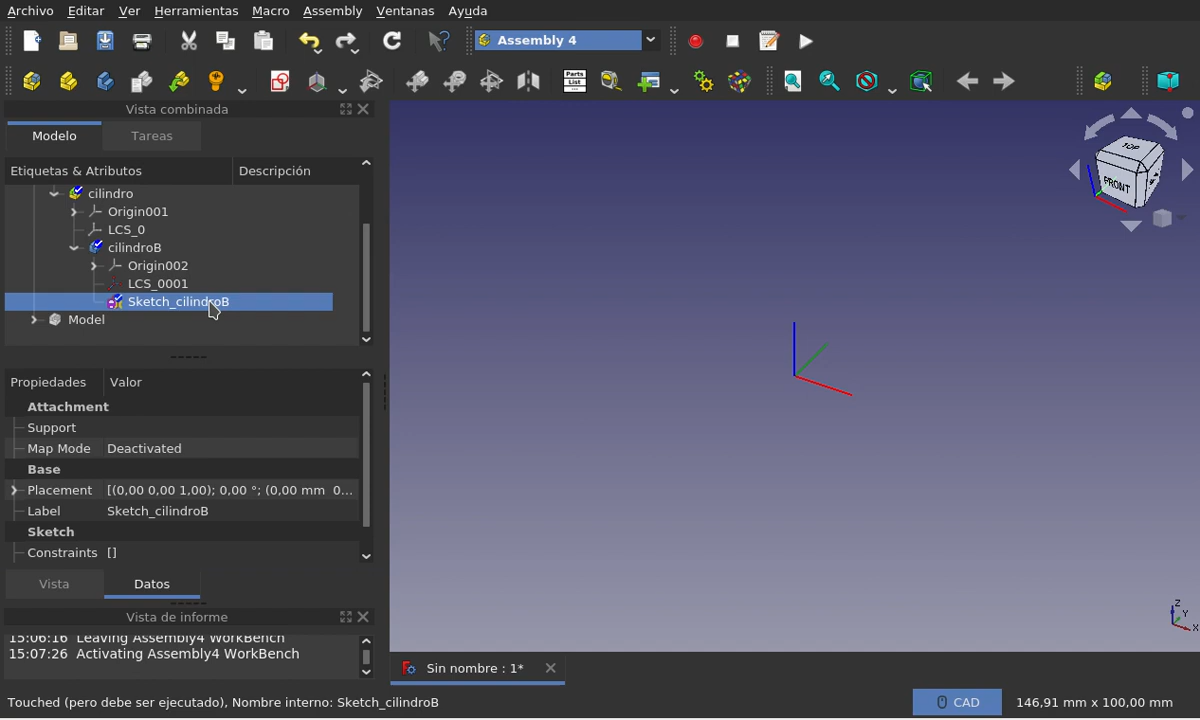 Archivo Editar Ver Herramientas Macro Assembly Ventanas Ayuda
Assembly 4
Parts List
Vista combinada
Modelo Tareas
Etiquetas & Atributos Descripción
cilindro
Origin001
LCS_0
cilindroB
Origin002
LCS_0001
Sketch_cilindroB
Model
Propiedades Valor
Attachment
Support
Map Mode Deactivated
Base
Placement [(0,00 0,00 1,00); 0,00 °; (0,00 mm 0...
Label Sketch_cilindroB
Sketch
Constraints []
Vista Datos
Vista de informe
15:06:16 Leaving Assembly4 WorkBench
15:07:26 Activating Assembly4 WorkBench
TOP
FRONT
Z
Y
X
Sin nombre : 1*
Touched (pero debe ser ejecutado), Nombre interno: Sketch_cilindroB
CAD 146,91 mm x 100,00 mm